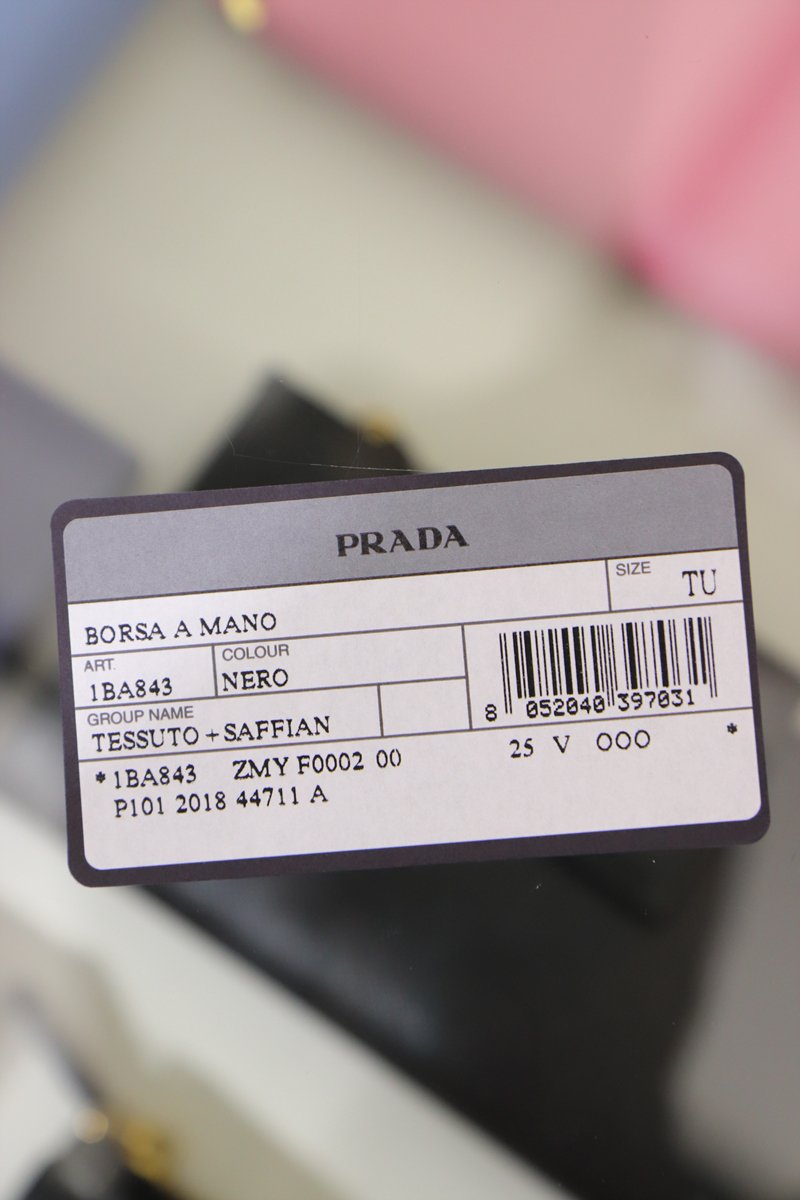 PRADA
SIZE
TU
BORSA A MANO
ART.
1BA843
COLOUR
NERO
8 052040 397031
GROUP NAME
TESSUTO + SAFFIAN
* 1BA843 ZMY F0002 00 25 V OOO *
P101 2018 44711 A